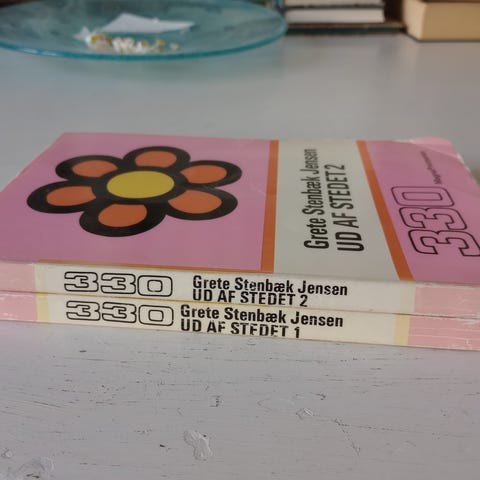 Grete Stenbæk Jensen
UD AF STEDET 2
330
330
Grete Stenbæk Jensen
UD AF STEDET 2
330
Grete Stenbæk Jensen
UD AF STEDET 1